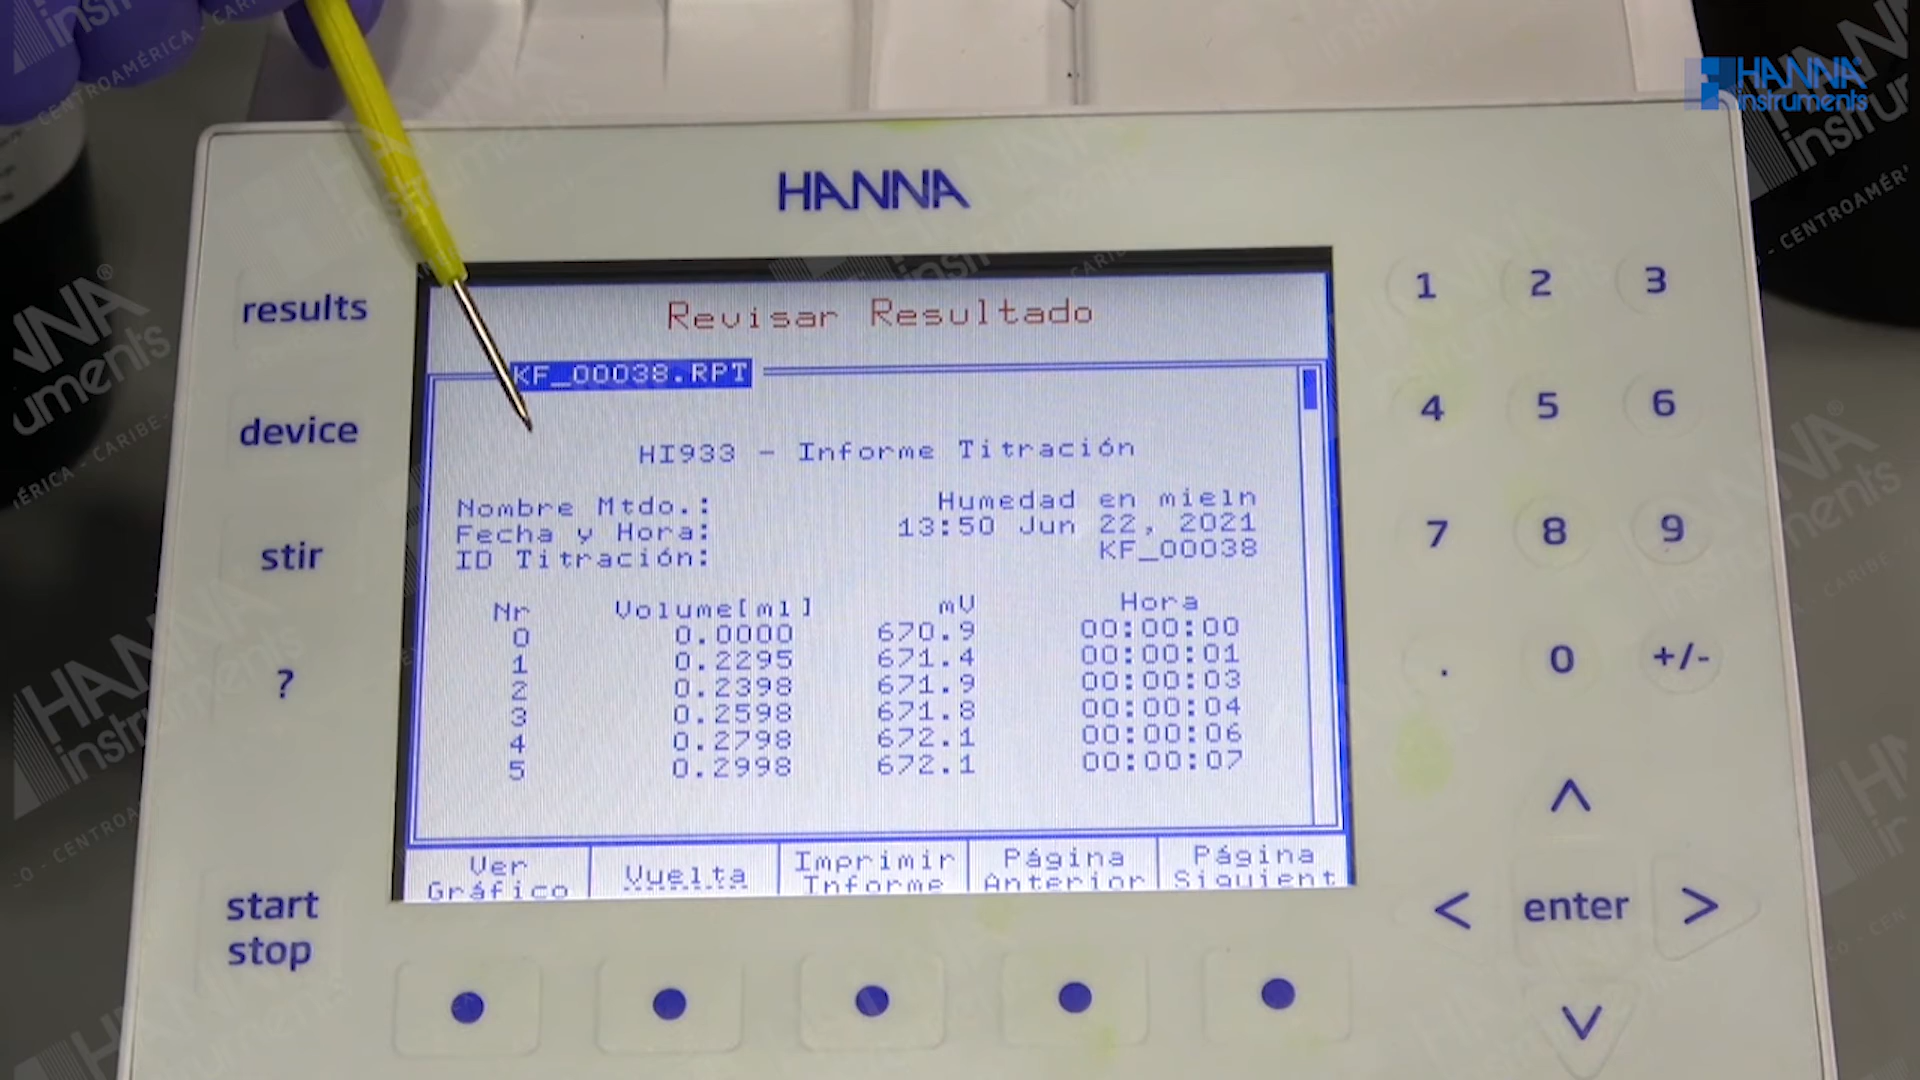 HANNA
instruments
HANNA
results
device
stir
?
start
stop
Revisar Resultado
KF_00038.RPT
HI933 - Informe Titración
Nombre Mtdo.: Humedad en mieln
Fecha y Hora: 13:50 Jun 22, 2021
ID Titración: KF_00038
Nr Volume[ml] mV Hora
0 0.0000 670.9 00:00:00
1 0.2295 671.4 00:00:01
2 0.2398 671.9 00:00:03
3 0.2598 671.8 00:00:04
4 0.2798 672.1 00:00:06
5 0.2998 672.1 00:00:07
Ver
Gráfico
Vuelta
Imprimir
Informe
Página
Anterior
Página
Siguient
1 2 3
4 5 6
7 8 9
. 0 +/-
< enter >